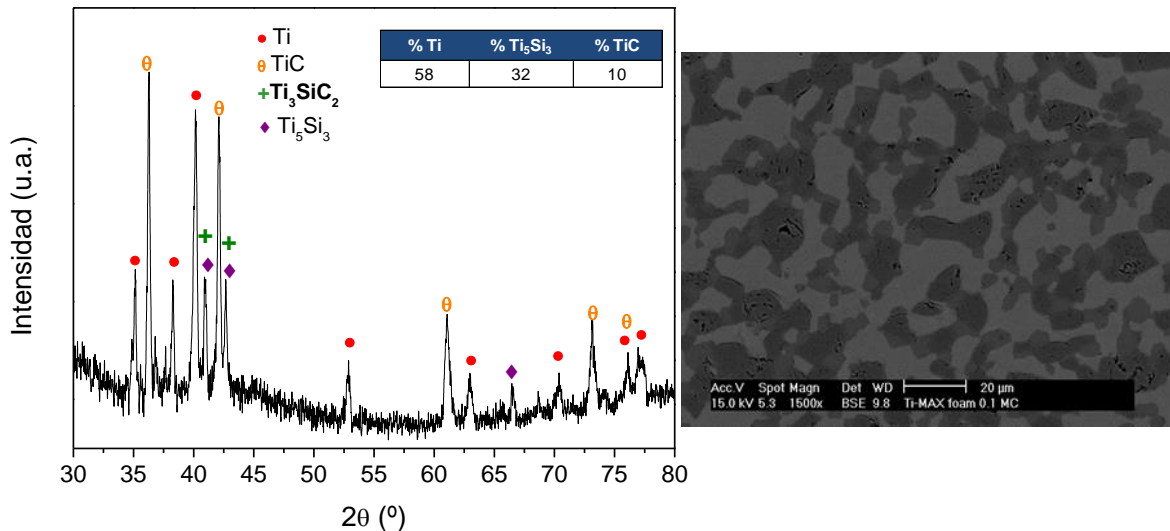 Ti
TiC
Ti₃SiC₂
Ti₅Si₃
% Ti % Ti₅Si₃ % TiC
58 32 10
Intensidad (u.a.)
30 35 40 45 50 55 60 65 70 75 80
2θ (º)
Acc.V Spot Magn Det WD 20 µm
15.0 kV 5.3 1500x BSE 9.8 Ti-MAX foam 0.1 MC